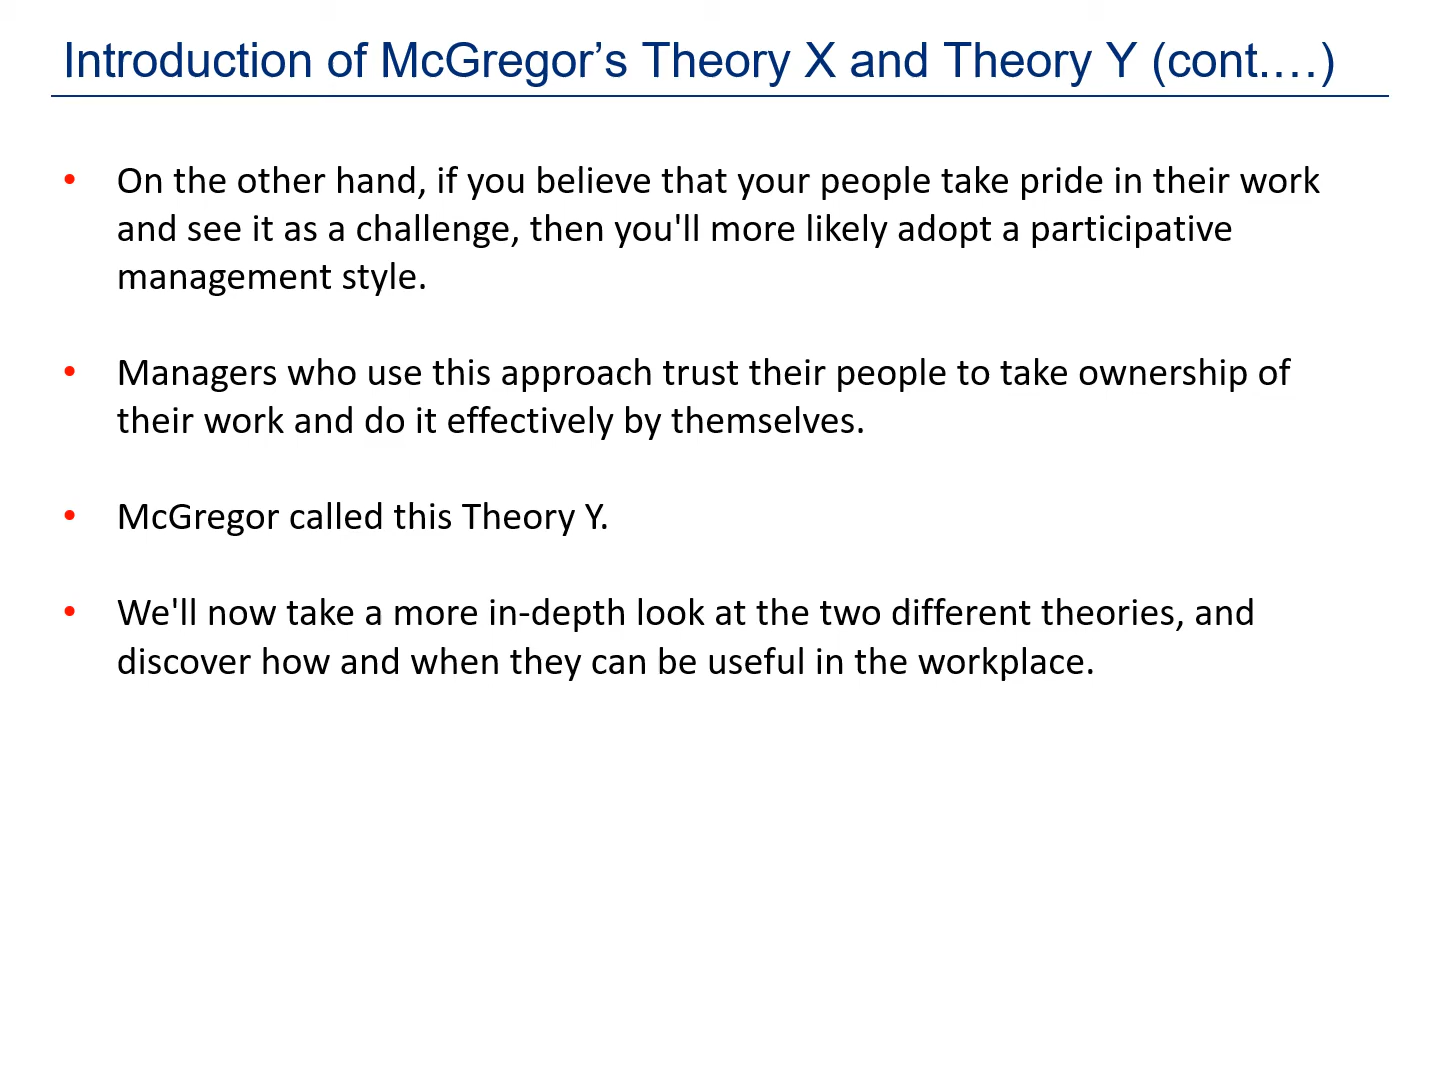 Introduction of McGregor’s Theory X and Theory Y (cont.…)
• On the other hand, if you believe that your people take pride in their work
and see it as a challenge, then you'll more likely adopt a participative
management style.
• Managers who use this approach trust their people to take ownership of
their work and do it effectively by themselves.
• McGregor called this Theory Y.
• We'll now take a more in-depth look at the two different theories, and
discover how and when they can be useful in the workplace.